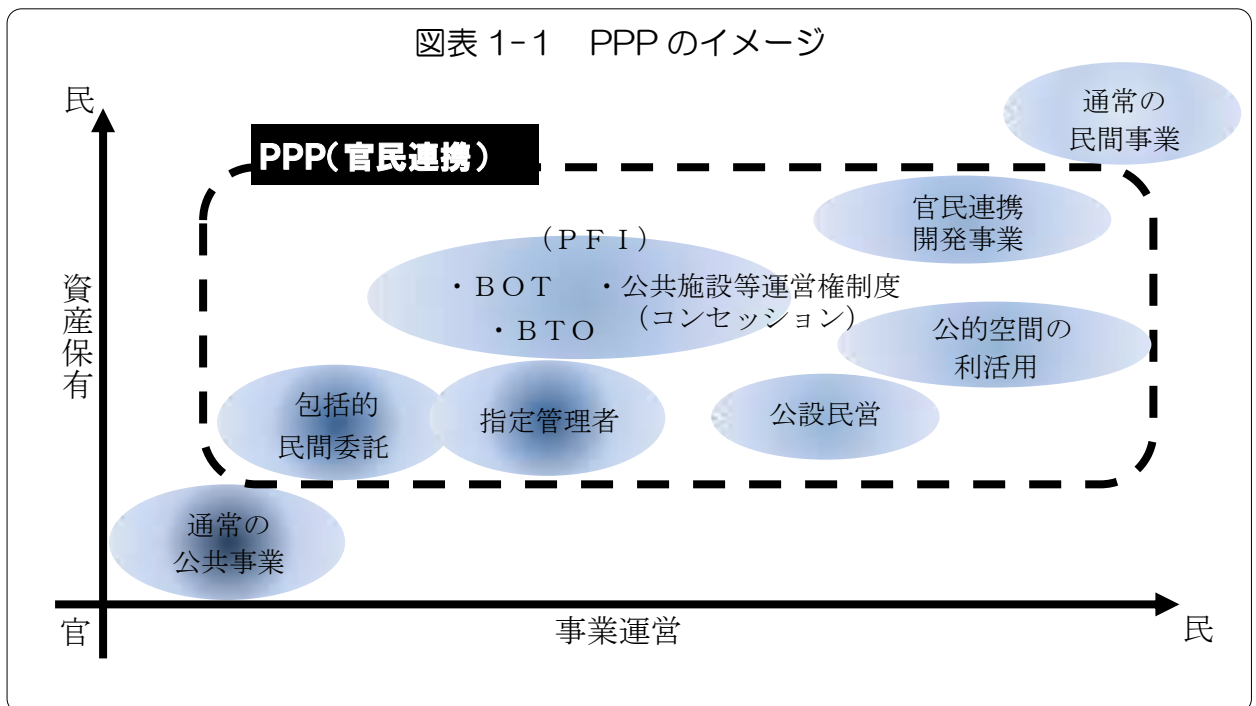 図表 1-1　PPP のイメージ
民
通常の
民間事業
PPP(官民連携)
官民連携
開発事業
（ＰＦＩ）
・ＢＯＴ　・公共施設等運営権制度
・ＢＴＯ　（コンセッション）
資産保有
公的空間の
利活用
包括的
民間委託
指定管理者
公設民営
通常の
公共事業
官
事業運営
民